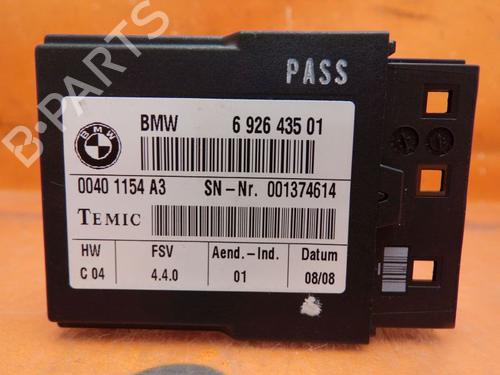 PASS
BMW 6 926 435 01
BMW
0040 1154 A3 SN-Nr. 001374614
TEMIC
HW FSV Aend.-Ind. Datum
C 04 4.4.0 01 08/08
B-PARTS